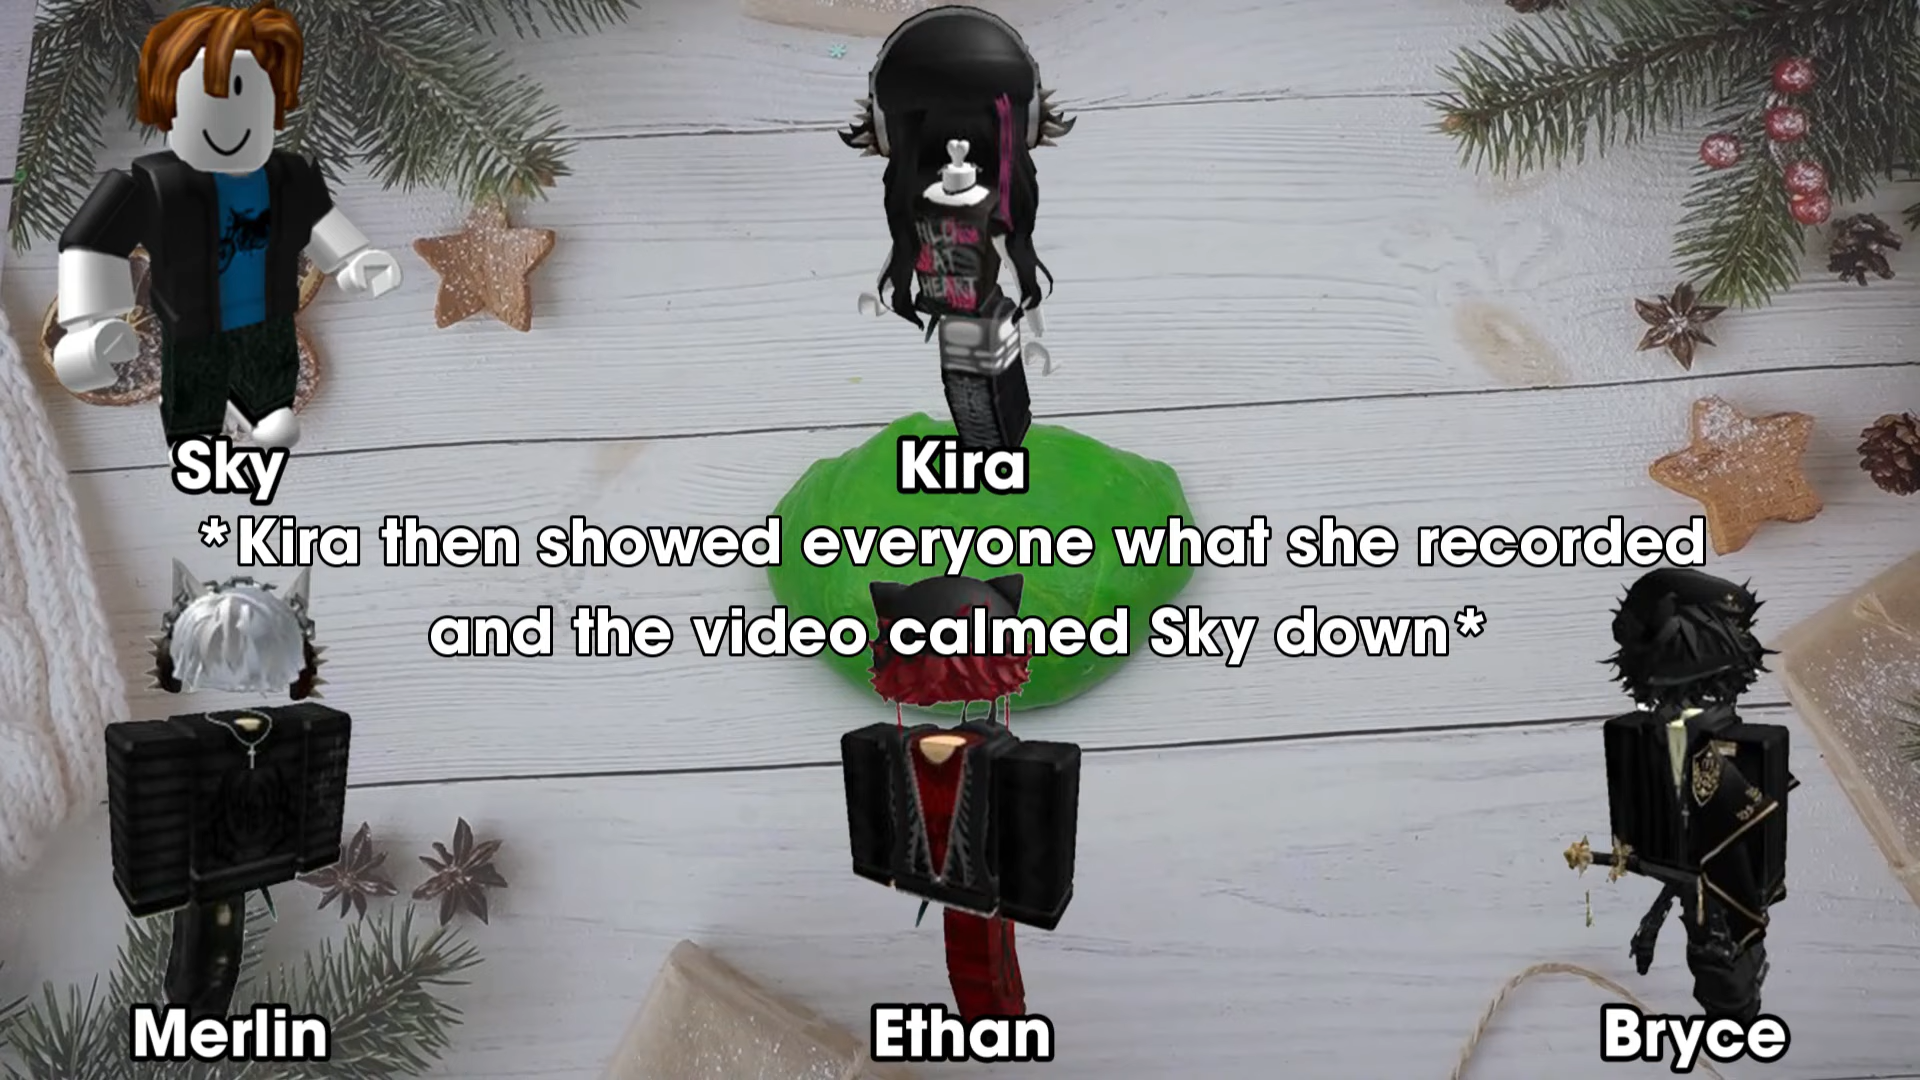 Sky
Kira
*Kira then showed everyone what she recorded
and the video calmed Sky down*
Merlin
Ethan
Bryce